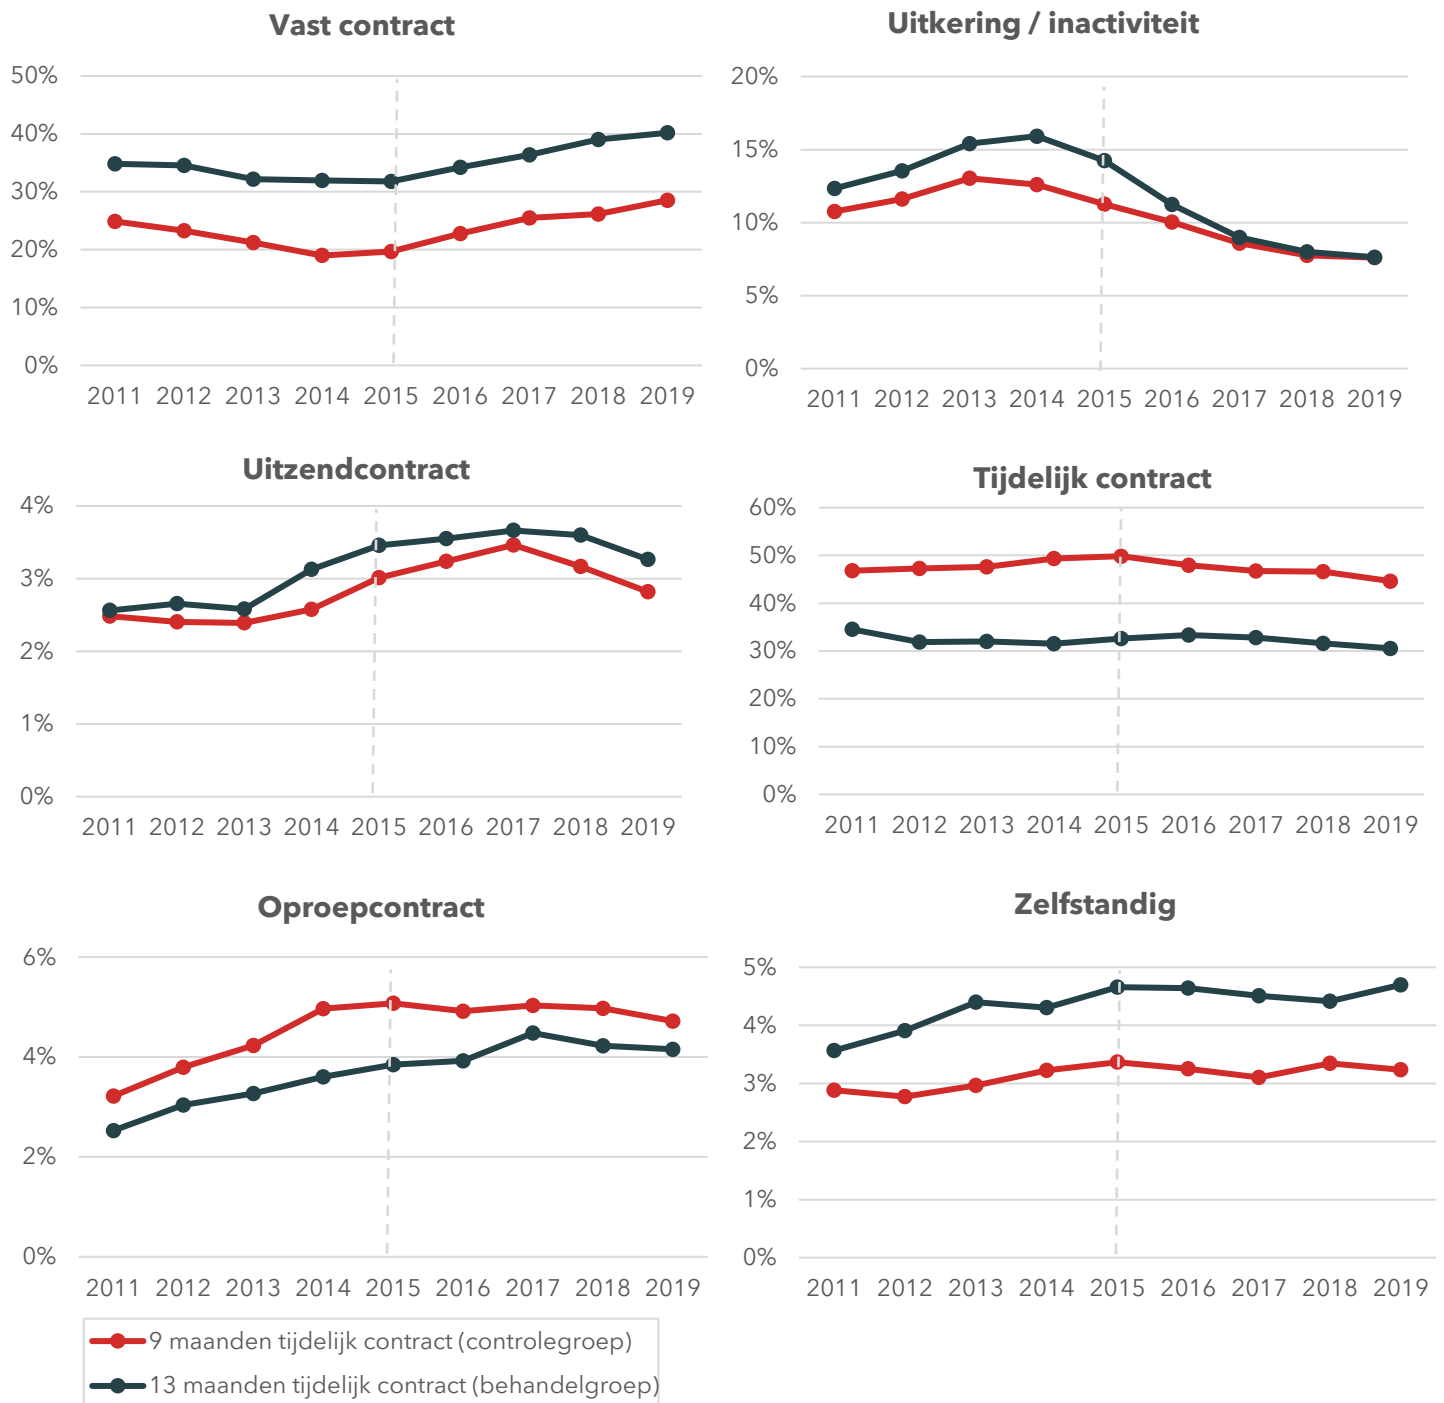 Vast contract
50%
40%
30%
20%
10%
0%
2011 2012 2013 2014 2015 2016 2017 2018 2019
Uitkering / inactiviteit
20%
15%
10%
5%
0%
2011 2012 2013 2014 2015 2016 2017 2018 2019
Uitzendcontract
4%
3%
2%
1%
0%
2011 2012 2013 2014 2015 2016 2017 2018 2019
Tijdelijk contract
60%
50%
40%
30%
20%
10%
0%
2011 2012 2013 2014 2015 2016 2017 2018 2019
Oproepcontract
6%
4%
2%
0%
2011 2012 2013 2014 2015 2016 2017 2018 2019
Zelfstandig
5%
4%
3%
2%
1%
0%
2011 2012 2013 2014 2015 2016 2017 2018 2019
9 maanden tijdelijk contract (controlegroep)
13 maanden tijdelijk contract (behandelgroep)